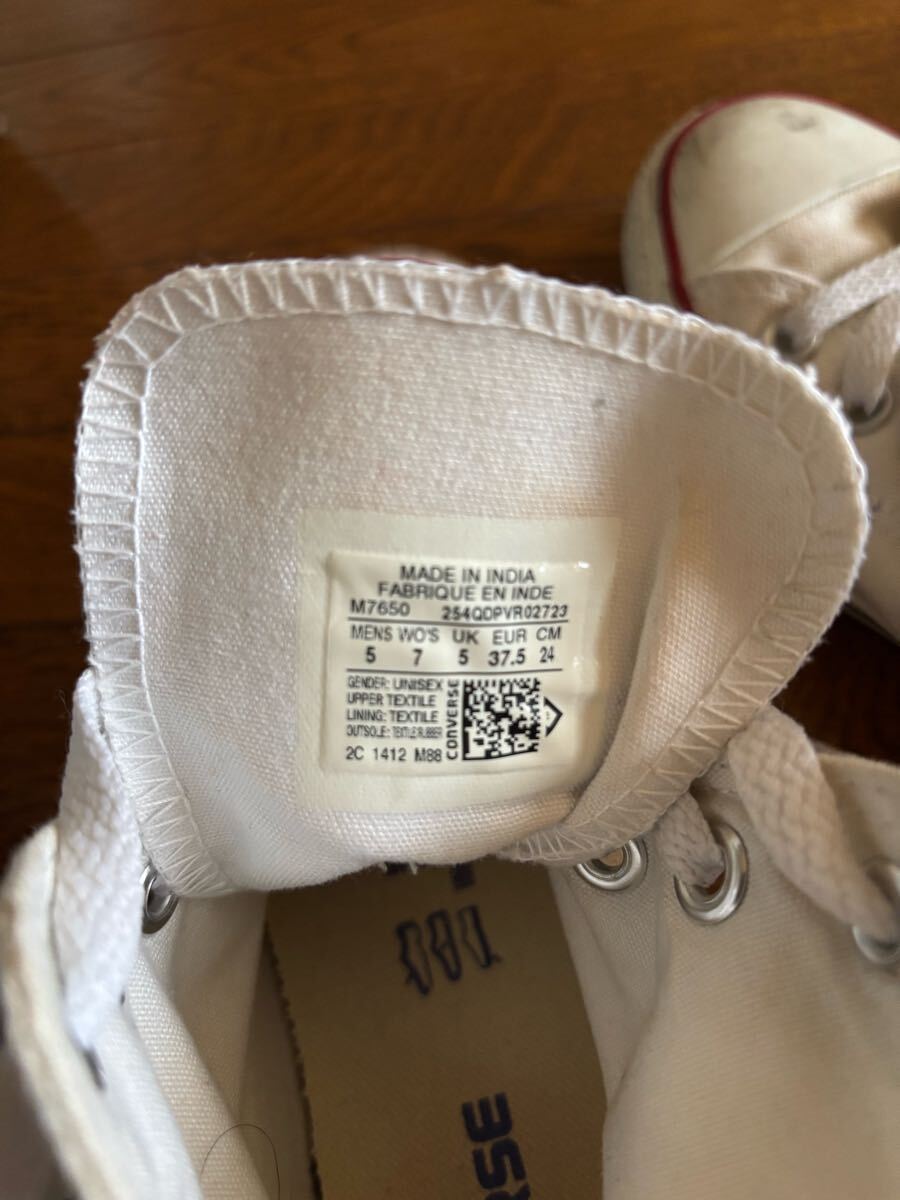 MADE IN INDIA
FABRIQUE EN INDE
M7650 254QDPVR02723
MENS WO'S UK EUR CM
5 7 5 37.5 24
GENDER: UNISEX
UPPER TEXTILE
LINING: TEXTILE
OUTSOLE: TEXTILE RUBBER
2C 1412 M88
CONVERSE
RSE